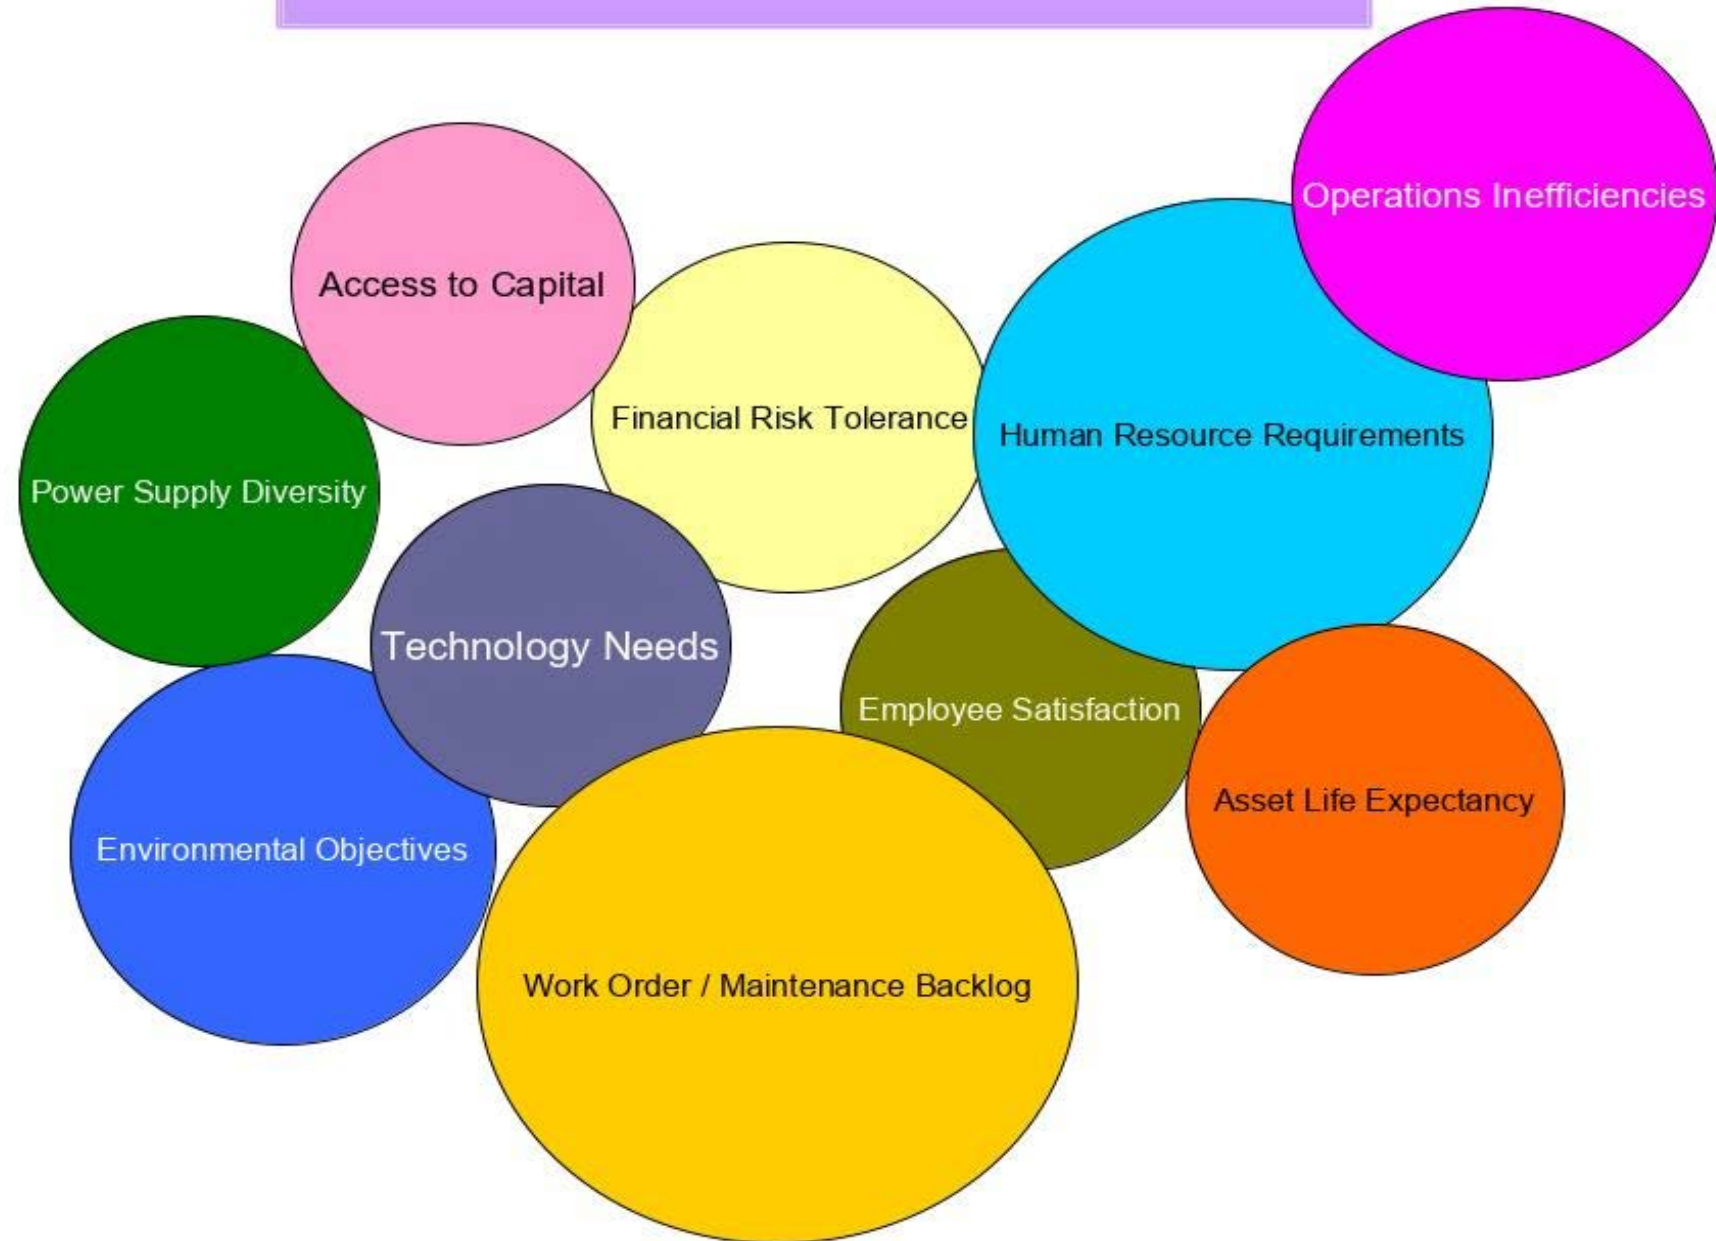 Operations Inefficiencies
Access to Capital
Financial Risk Tolerance
Human Resource Requirements
Power Supply Diversity
Technology Needs
Employee Satisfaction
Asset Life Expectancy
Environmental Objectives
Work Order / Maintenance Backlog